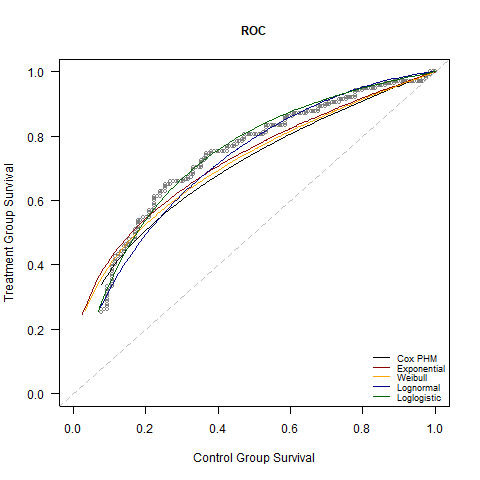 ROC
Treatment Group Survival
1.0
0.8
0.6
0.4
0.2
0.0
Cox PHM
Exponential
Weibull
Lognormal
Loglogistic
0.0 0.2 0.4 0.6 0.8 1.0
Control Group Survival